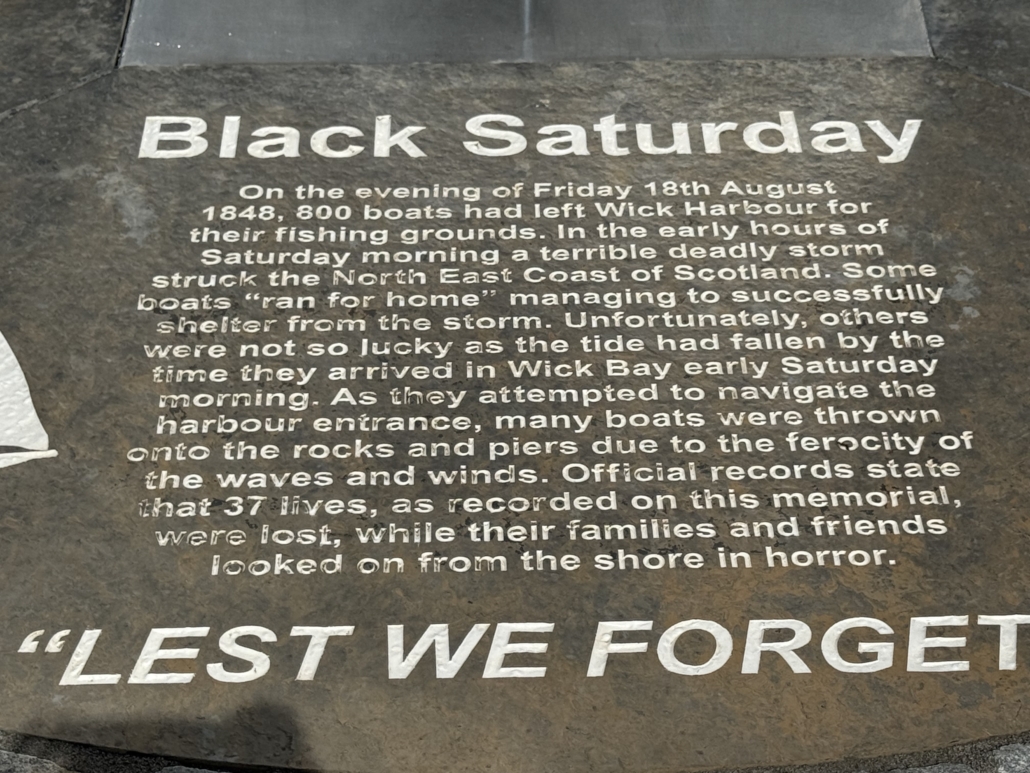 Black Saturday
On the evening of Friday 18th August
1848, 800 boats had left Wick Harbour for
their fishing grounds. In the early hours of
Saturday morning a terrible deadly storm
struck the North East Coast of Scotland. Some
boats “ran for home” managing to successfully
shelter from the storm. Unfortunately, others
were not so lucky as the tide had fallen by the
time they arrived in Wick Bay early Saturday
morning. As they attempted to navigate the
harbour entrance, many boats were thrown
onto the rocks and piers due to the ferocity of
the waves and winds. Official records state
that 37 lives, as recorded on this memorial,
were lost, while their families and friends
looked on from the shore in horror.
“LEST WE FORGET